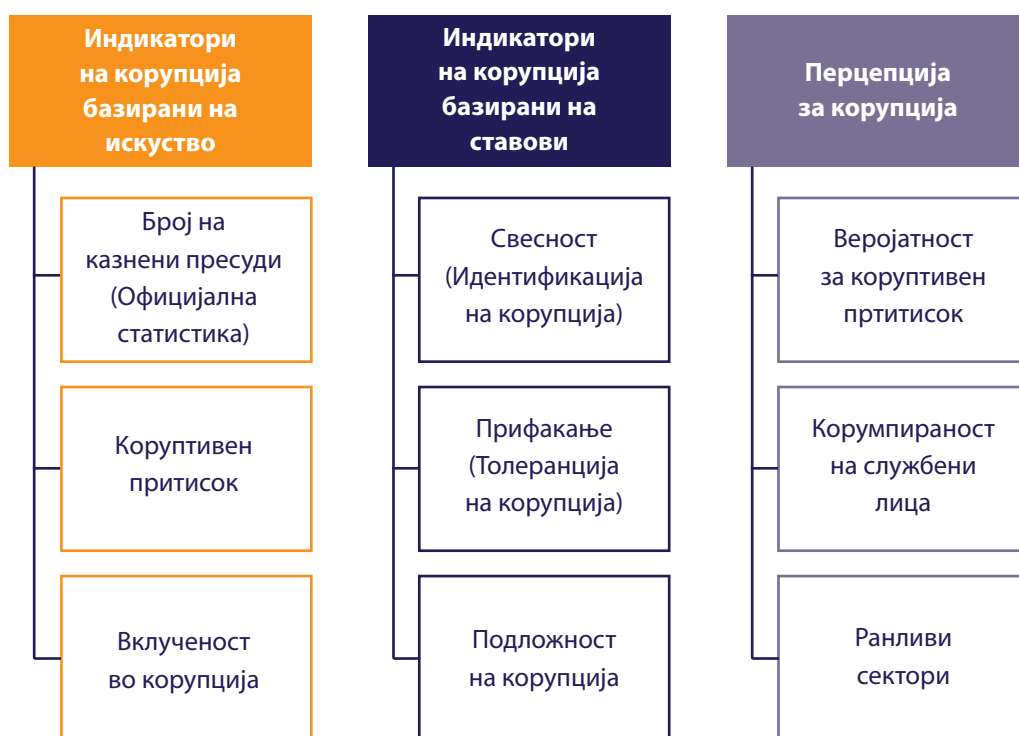 Индикатори
на корупција
базирани на
искуство
Број на
казнени пресуди
(Официјална
статистика)
Коруптивен
притисок
Вклученост
во корупција
Индикатори
на корупција
базирани на
ставови
Свесност
(Идентификација
на корупција)
Прифакање
(Толеранција
на корупција)
Подложност
на корупција
Перцепција
за корупција
Веројатност
за коруптивен
пртитисок
Корумпираност
на службени
лица
Ранливи
сектори